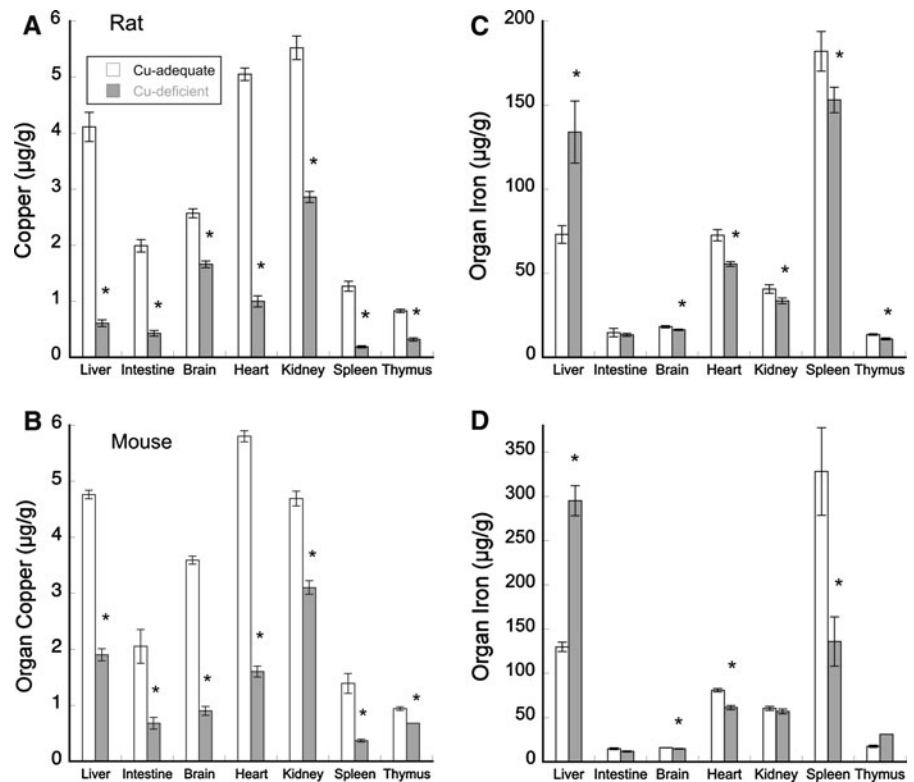 A Rat
Cu-adequate
Cu-deficient
Copper (µg/g)
6
5
4
3
2
1
0
* * * * * * *
Liver Intestine Brain Heart Kidney Spleen Thymus
C
Organ Iron (µg/g)
200
150
100
50
0
* * * * * *
Liver Intestine Brain Heart Kidney Spleen Thymus
B Mouse
Organ Copper (µg/g)
6
5
4
3
2
1
0
* * * * * * *
Liver Intestine Brain Heart Kidney Spleen Thymus
D
Organ Iron (µg/g)
350
300
250
200
150
100
50
0
* * * *
Liver Intestine Brain Heart Kidney Spleen Thymus